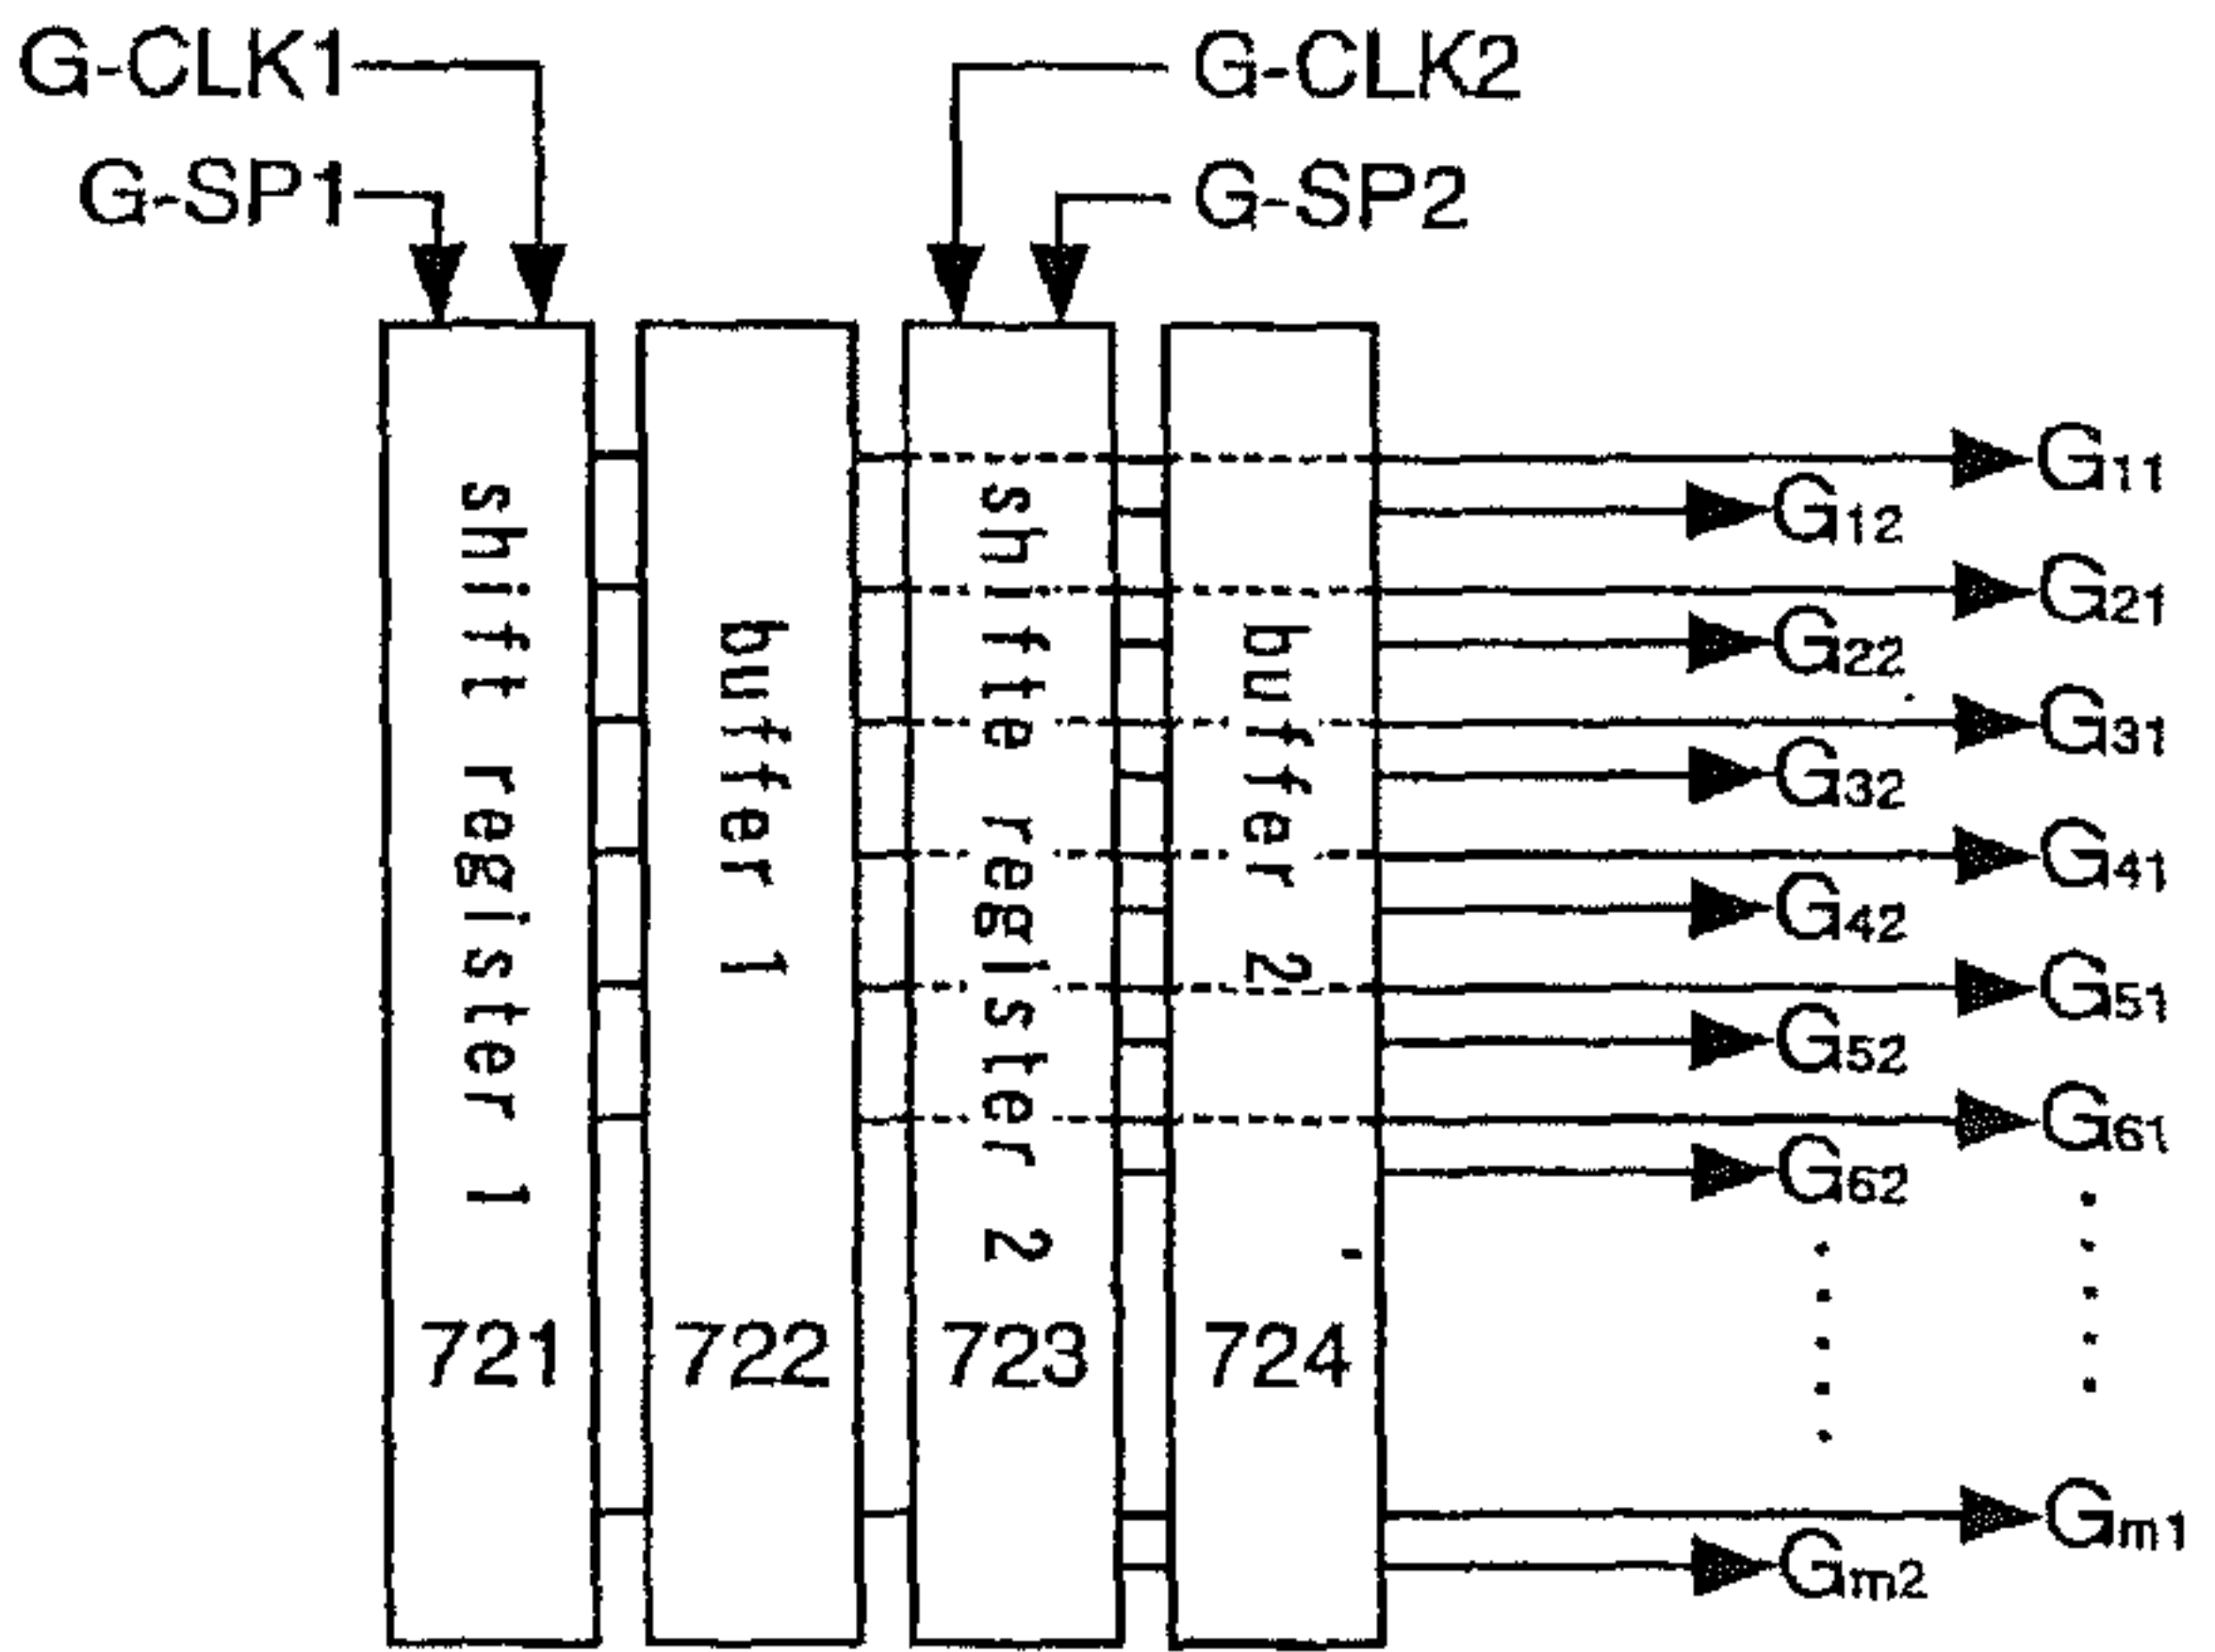 G-CLK1
G-SP1
G-CLK2
G-SP2
shift register 1
721
buffer 1
722
shifte register 2
723
buffer 2
724
G11
G12
G21
G22
G31
G32
G41
G42
G51
G52
G61
G62
Gm1
Gm2